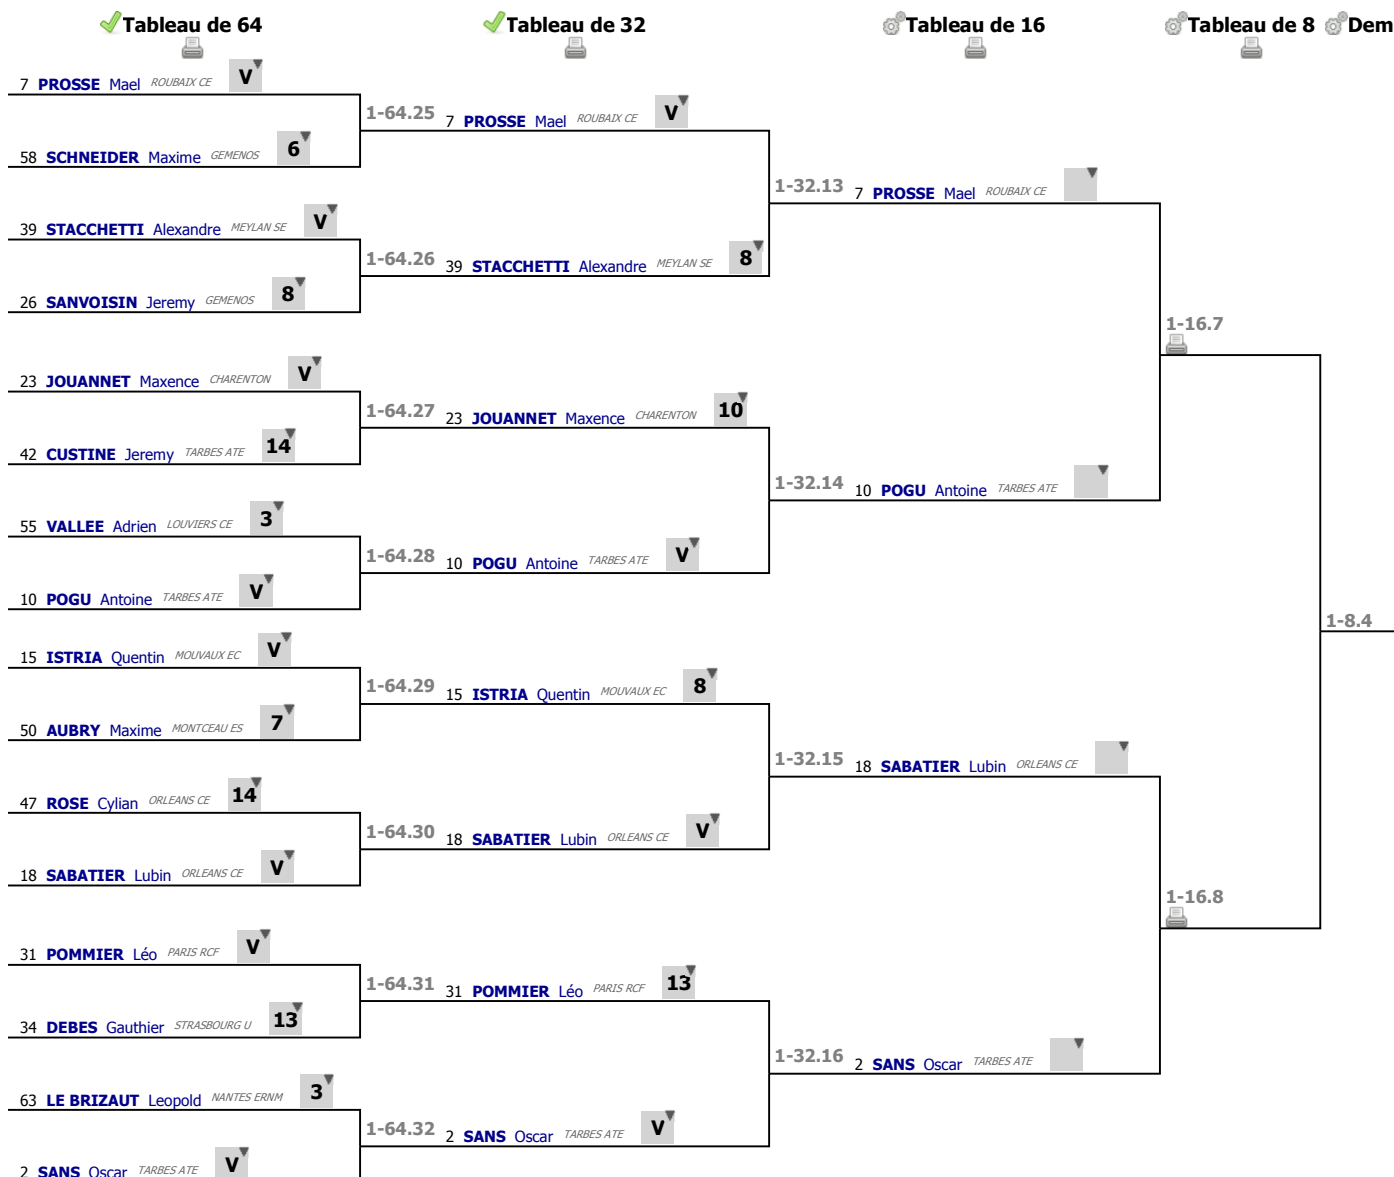 Tableau de 64
Tableau de 32
Tableau de 16
Tableau de 8
Dem
7 PROSSE Mael ROUBAIX CE V
58 SCHNEIDER Maxime GEMENOS 6
39 STACCHETTI Alexandre MEYLAN SE V
26 SANVOISIN Jeremy GEMENOS 8
23 JOUANNET Maxence CHARENTON V
42 CUSTINE Jeremy TARBES ATE 14
55 VALLEE Adrien LOUVIERS CE 3
10 POGU Antoine TARBES ATE V
15 ISTRIA Quentin MOUVAUX EC V
50 AUBRY Maxime MONTCEAU ES 7
47 ROSE Cylian ORLEANS CE 14
18 SABATIER Lubin ORLEANS CE V
31 POMMIER Léo PARIS RCF V
34 DEBES Gauthier STRASBOURG U 13
63 LE BRIZAUT Leopold NANTES ERNM 3
2 SANS Oscar TARBES ATE V
1-64.25 7 PROSSE Mael ROUBAIX CE V
1-64.26 39 STACCHETTI Alexandre MEYLAN SE 8
1-64.27 23 JOUANNET Maxence CHARENTON 10
1-64.28 10 POGU Antoine TARBES ATE V
1-64.29 15 ISTRIA Quentin MOUVAUX EC 8
1-64.30 18 SABATIER Lubin ORLEANS CE V
1-64.31 31 POMMIER Léo PARIS RCF 13
1-64.32 2 SANS Oscar TARBES ATE V
1-32.13 7 PROSSE Mael ROUBAIX CE
1-32.14 10 POGU Antoine TARBES ATE
1-32.15 18 SABATIER Lubin ORLEANS CE
1-32.16 2 SANS Oscar TARBES ATE
1-16.7
1-16.8
1-8.4